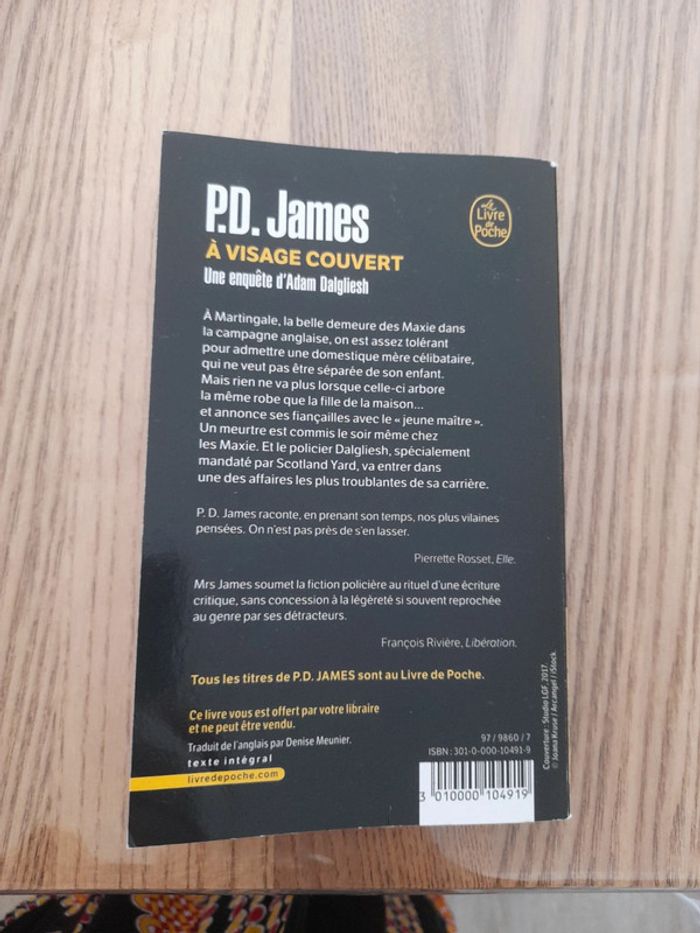 P.D. James
Le
Livre
de
Poche
À VISAGE COUVERT
Une enquête d'Adam Dalgliesh
À Martingale, la belle demeure des Maxie dans
la campagne anglaise, on est assez tolérant
pour admettre une domestique mère célibataire,
qui ne veut pas être séparée de son enfant.
Mais rien ne va plus lorsque celle-ci arbore
la même robe que la fille de la maison...
et annonce ses fiançailles avec le « jeune maître ».
Un meurtre est commis le soir même chez
les Maxie. Et le policier Dalgliesh, spécialement
mandaté par Scotland Yard, va entrer dans
une des affaires les plus troublantes de sa carrière.
P. D. James raconte, en prenant son temps, nos plus vilaines
pensées. On n'est pas près de s'en lasser.
Pierrette Rosset, Elle.
Mrs James soumet la fiction policière au rituel d'une écriture
critique, sans concession à la légèreté si souvent reprochée
au genre par ses détracteurs.
François Rivière, Libération.
Tous les titres de P.D. JAMES sont au Livre de Poche.
Ce livre vous est offert par votre libraire
et ne peut être vendu.
Traduit de l'anglais par Denise Meunier.
texte intégral
livredepoche.com
97 / 9860 / 7
ISBN : 301-0-000-10491-9
3 010000 104919
Couverture : Studio LGF, 2017.
© Joana Kruse / Arcangel / iStock.